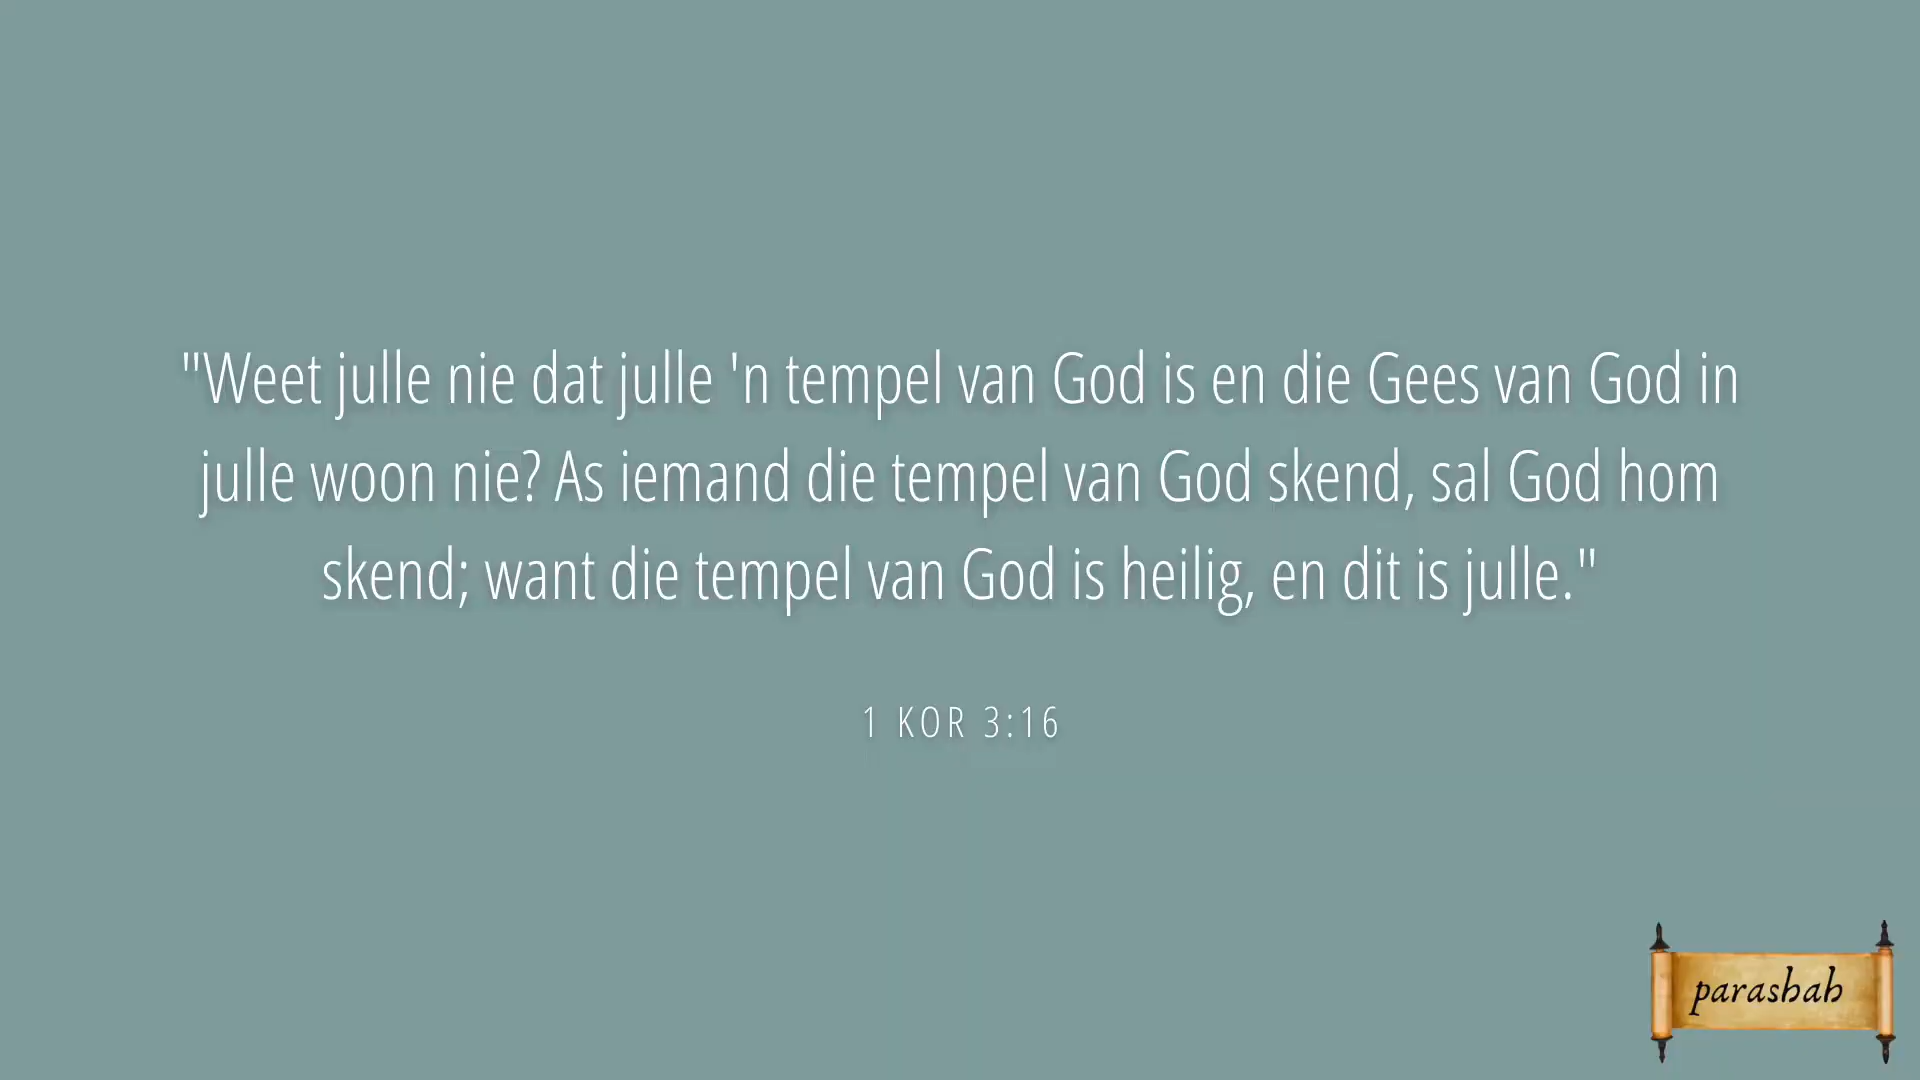 "Weet julle nie dat julle 'n tempel van God is en die Gees van God in
julle woon nie? As iemand die tempel van God skend, sal God hom
skend; want die tempel van God is heilig, en dit is julle."
1 KOR 3:16
parashah